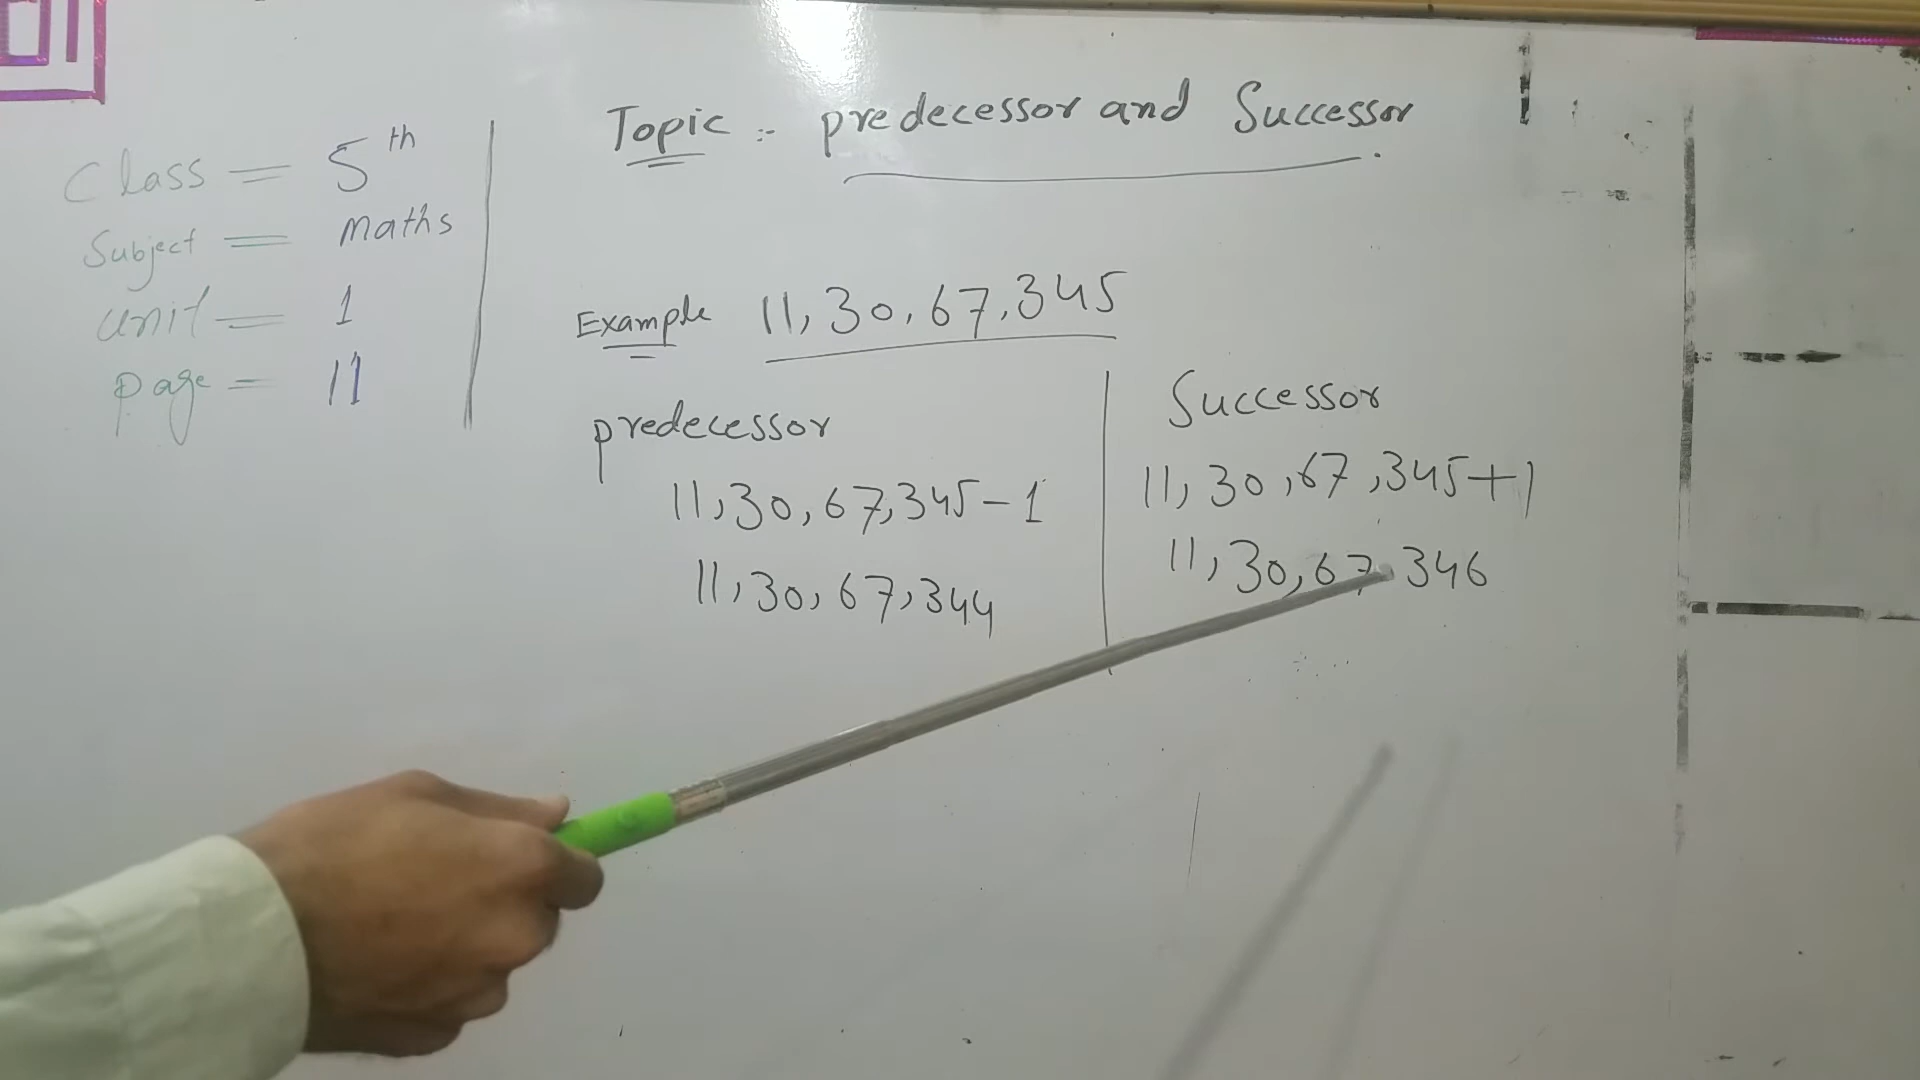 Class = 5th
Subject = Maths
Unit = 1
Page = 11
Topic :- predecessor and Successor.
Example 11,30,67,345
predecessor
11,30,67,345-1
11,30,67,344
Successor
11,30,67,345+1
11,30,67,346